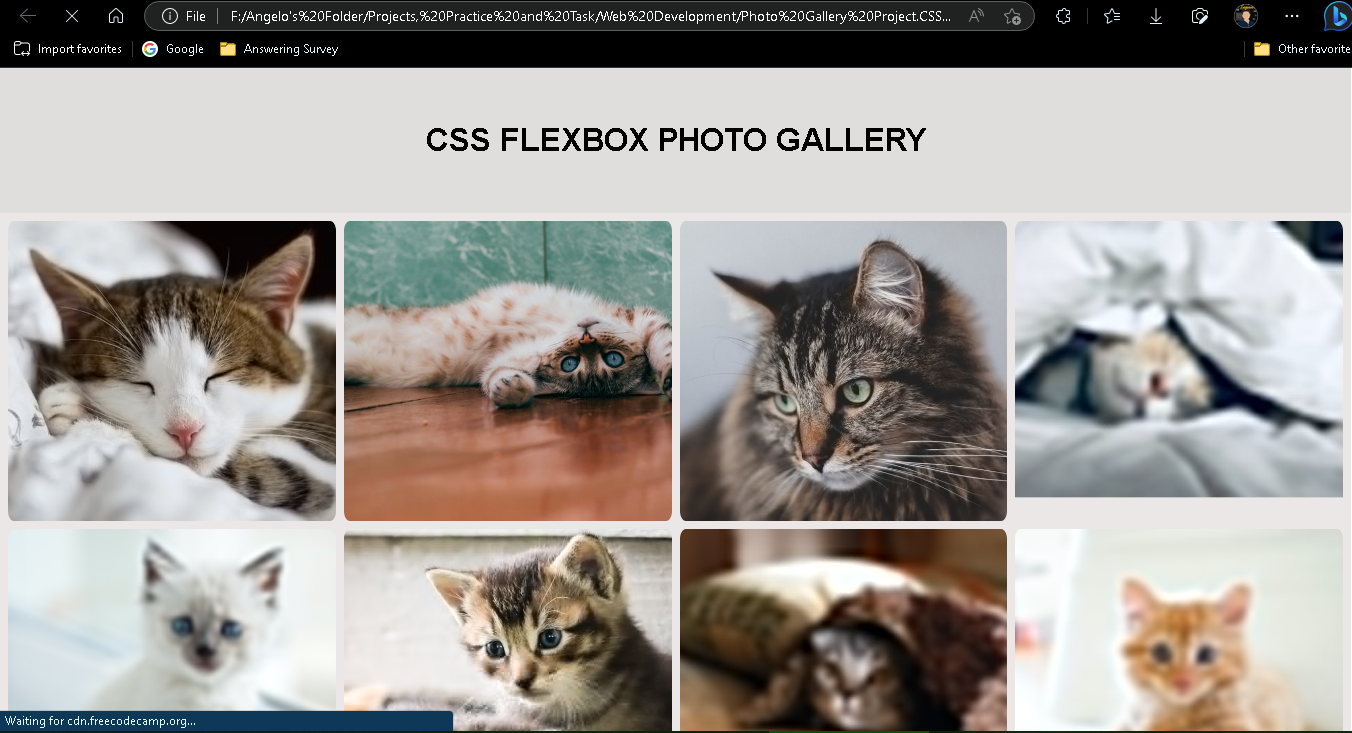 File F:/Angelo's%20Folder/Projects,%20Practice%20and%20Task/Web%20Development/Photo%20Gallery%20Project.CSS...
Import favorites Google Answering Survey Other favorite
CSS FLEXBOX PHOTO GALLERY
Waiting for cdn.freecodecamp.org...